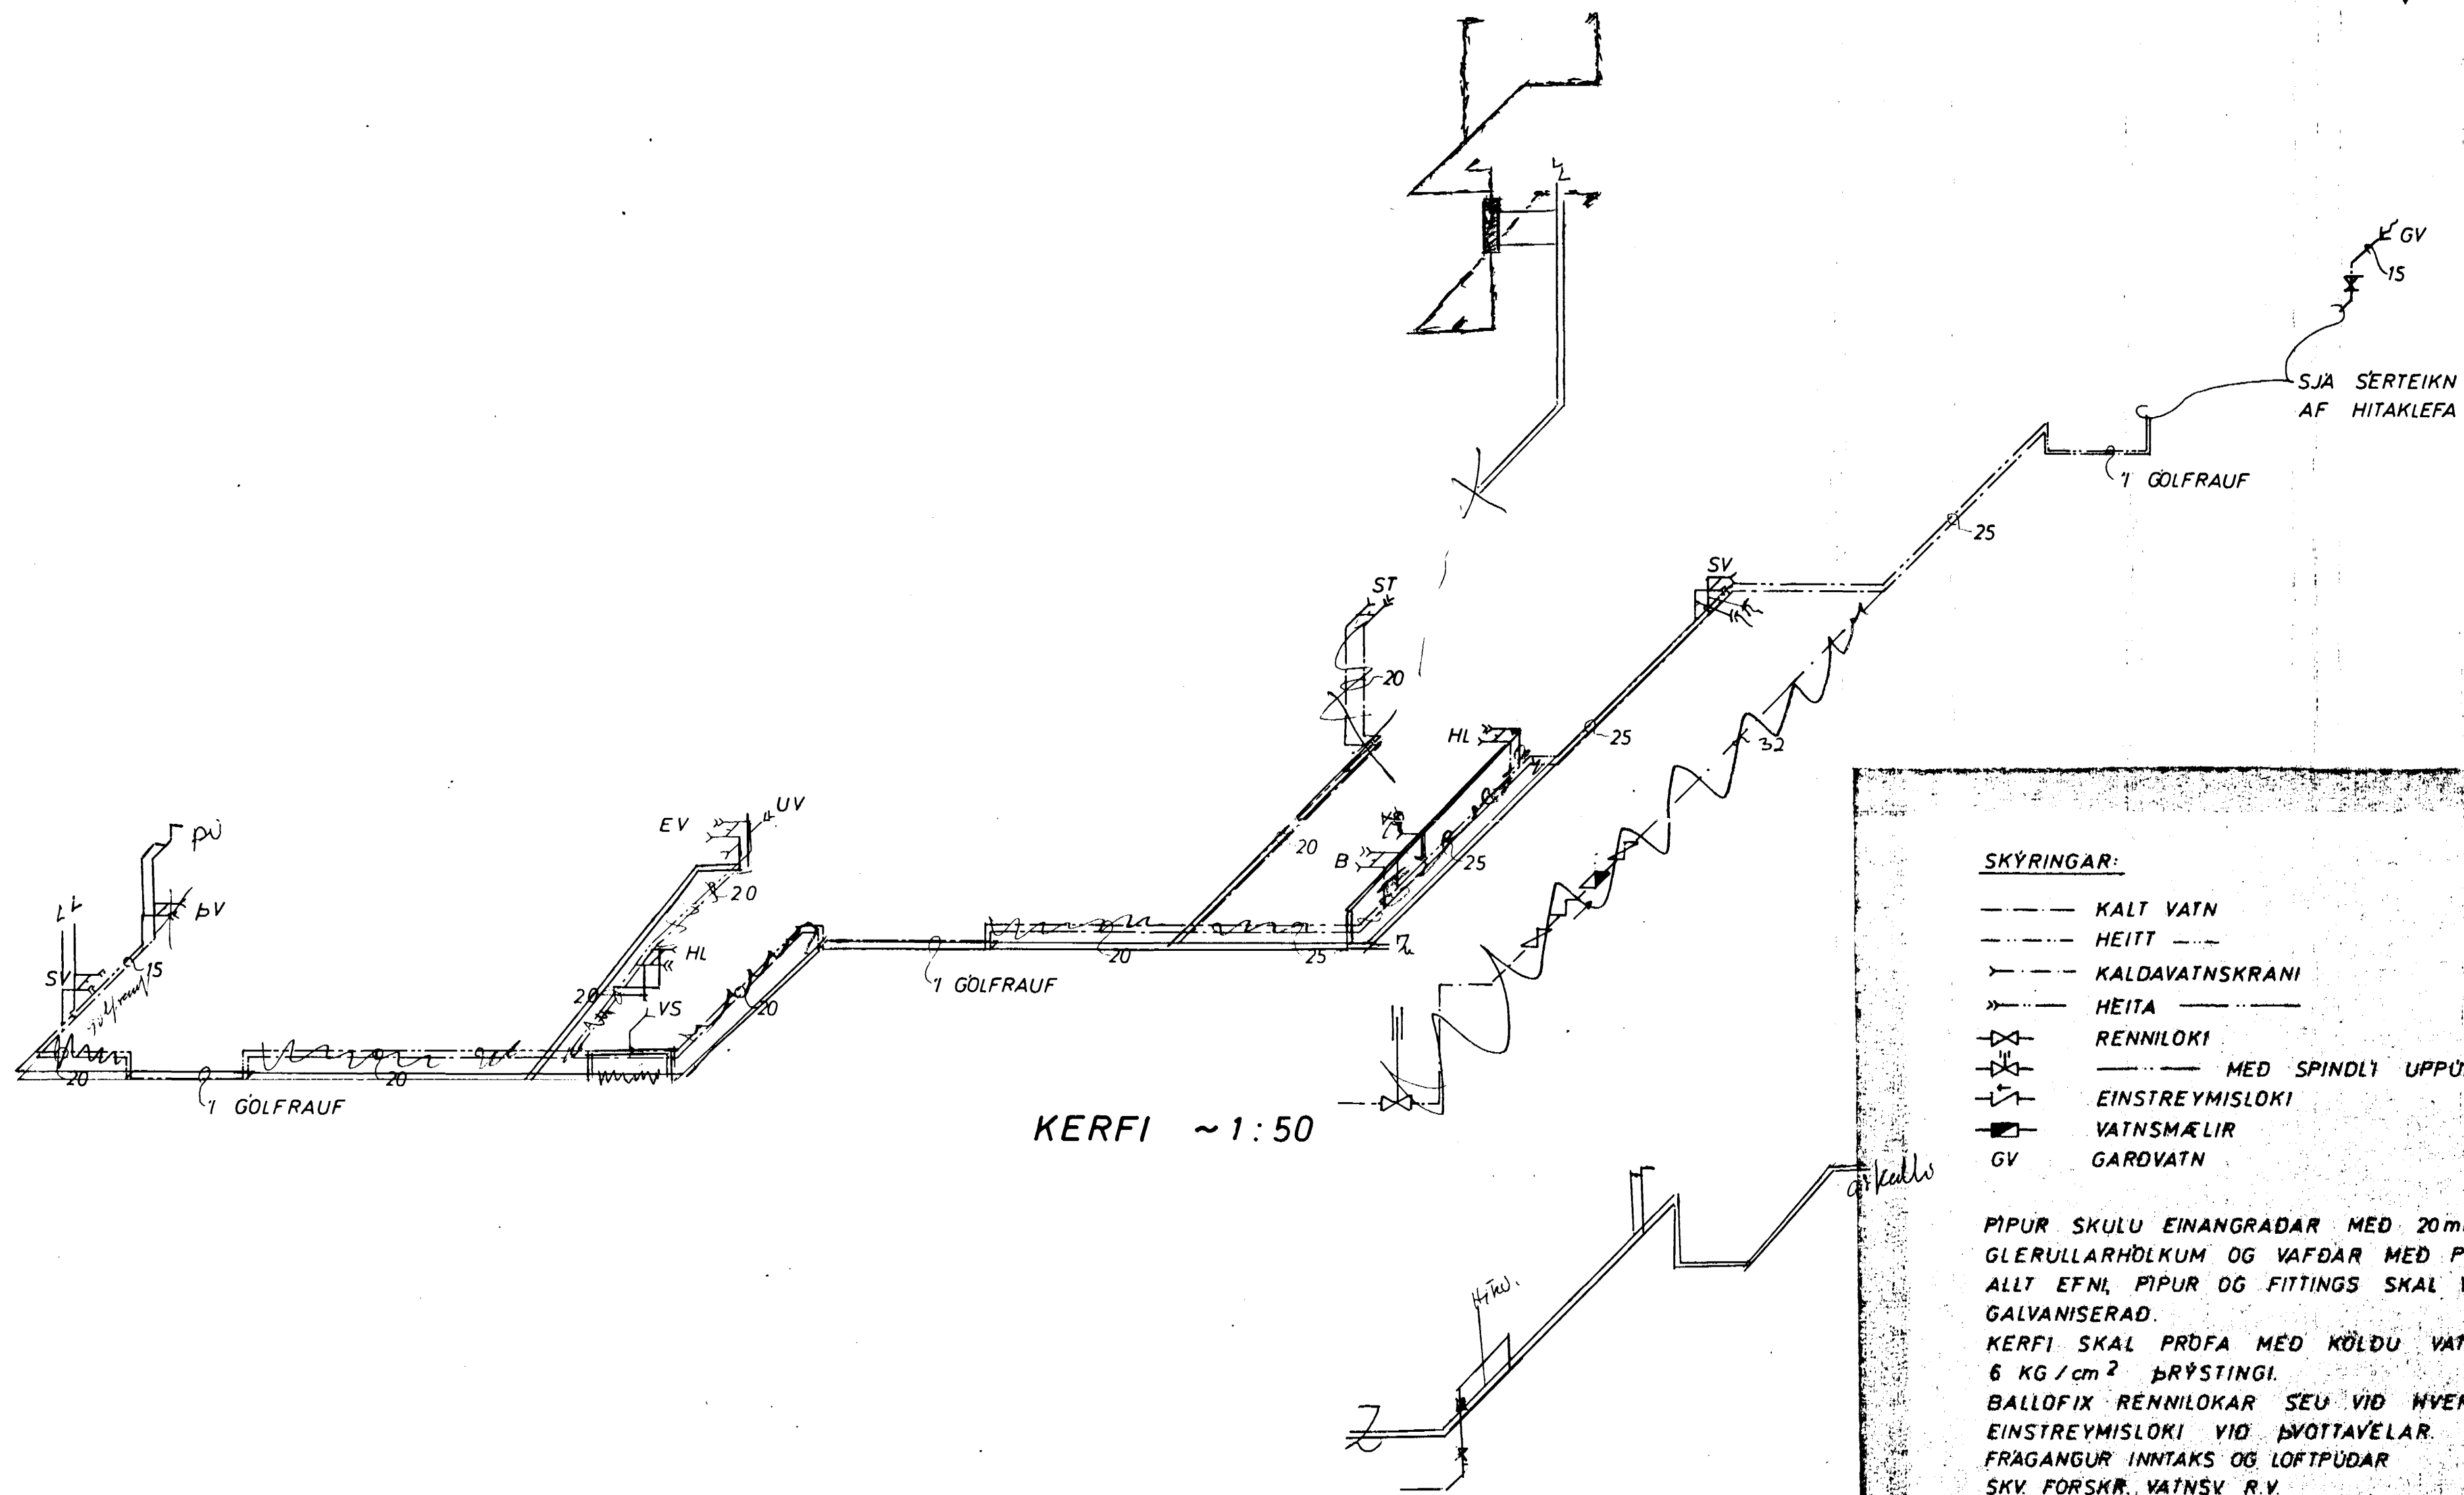 GV
15
SJÁ SÉRTEIKN
AF HITAKLEFA
Í GÓLFRAUF
25
SV
ST
20
HL
25
32
20
B
25
EV
UV
20
þV
SV
15
HL
20
VS
20
20
25
Í GÓLFRAUF
20
20
Í GÓLFRAUF
KERFI ~ 1:50
Z
SKÝRINGAR:
KALT VATN
HEITT
KALDAVATNSKRANI
HEITA
RENNILOKI
MEÐ SPINDLI
EINSTREYMISLOKI
VATNSMÆLIR
GV GARÐVATN
PÍPUR SKULU EINANGRAÐAR MEÐ 20 m
GLERULLARHÓLKUM OG VAFÐAR MEÐ P
ALLT EFNI, PÍPUR OG FITTINGS SKAL
GALVANISERAÐ.
KERFI SKAL PRÓFA MEÐ KÖLDU VAT
6 KG/cm² ÞRÝSTINGI.
BALLOFIX RENNILOKAR SÉU VIÐ HVER
EINSTREYMISLOKI VIÐ ÞVOTTAVÉLAR.
FRÁGANGUR INNTAKS OG LOFTPÚÐAR
SKV. FORSKR. VATNSV. R.V.